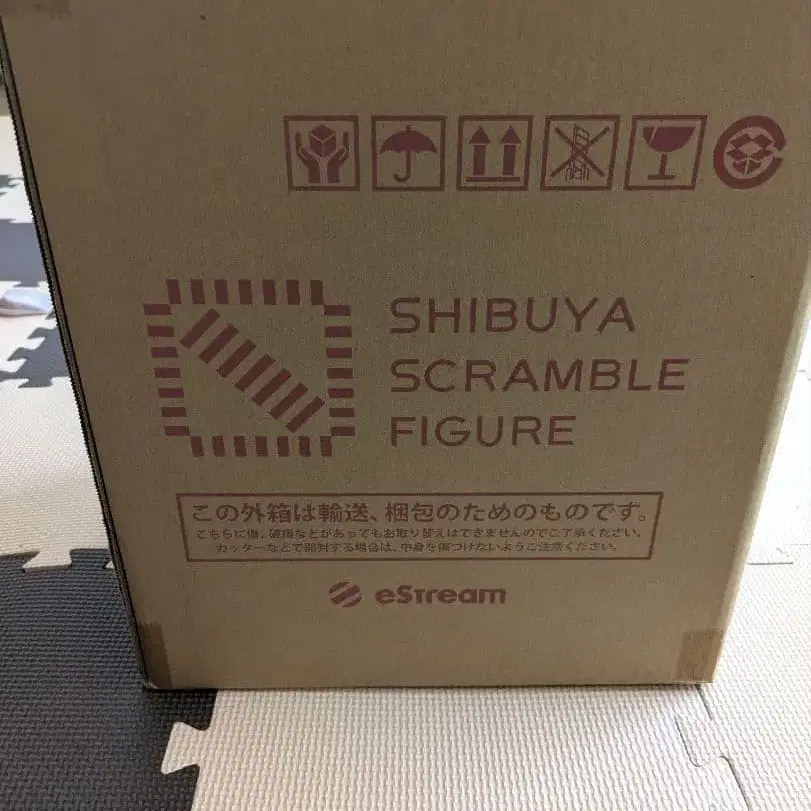 SHIBUYA
SCRAMBLE
FIGURE
この外箱は輸送、梱包のためのものです。
こちらに傷、破損などがあってもお取り替えはできませんのでご了承ください。
カッターなどで開封する場合は、中身を傷つけないようご注意ください。
eStream